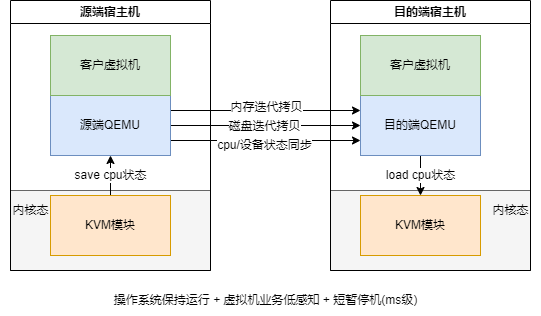 源端宿主机
目的端宿主机
客户虚拟机
客户虚拟机
源端QEMU
内存迭代拷贝
磁盘迭代拷贝
cpu/设备状态同步
目的端QEMU
save cpu状态
load cpu状态
内核态
KVM模块
KVM模块
内核态
操作系统保持运行 + 虚拟机业务低感知 + 短暂停机(ms级)